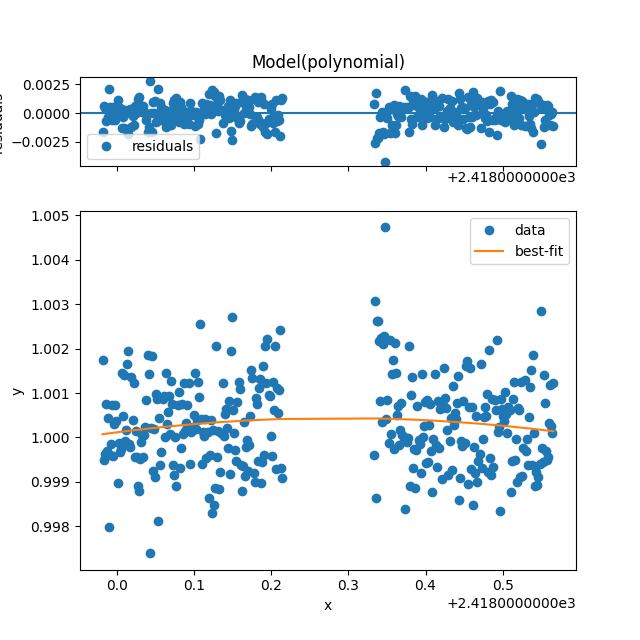 Model(polynomial)
0.0025
0.0000
−0.0025
residuals
+2.4180000000e3
1.005
1.004
1.003
1.002
1.001
1.000
0.999
0.998
data
best-fit
y
0.0 0.1 0.2 0.3 0.4 0.5
x
+2.4180000000e3